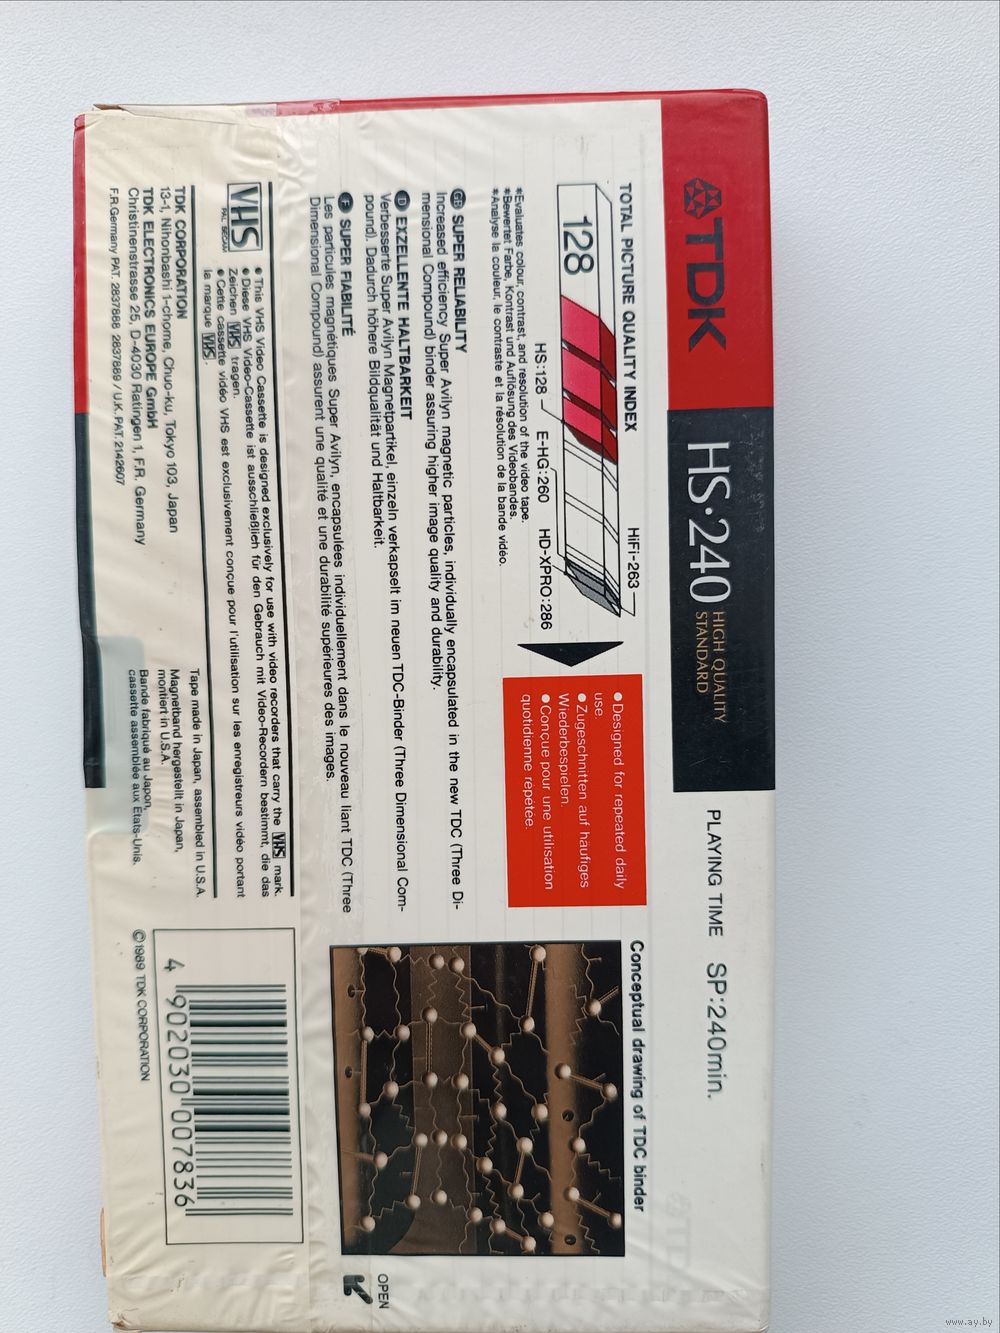 TDK
HS·240
HIGH QUALITY
STANDARD
PLAYING TIME SP:240min.
TOTAL PICTURE QUALITY INDEX
HiFi-263
128
HS:128
E-HG:260
HD-XPRO:286
*Evaluates colour, contrast, and resolution of the video tape.
*Bewertet Farbe, Kontrast und Auflösung des Videobandes.
*Analyse la couleur, le contraste et la résolution de la bande vidéo.
● Designed for repeated daily
use.
● Zugeschnitten auf häufiges
Wiederbespielen.
● Conçue pour une utilisation
quotidienne repétée.
Conceptual drawing of TDC binder
GB SUPER RELIABILITY
Increased efficiency Super Avilyn magnetic particles, individually encapsulated in the new TDC (Three Di-
mensional Compound) binder assuring higher image quality and durability.
D EXZELLENTE HALTBARKEIT
Verbesserte Super Avilyn Magnetpartikel, einzeln verkapselt im neuen TDC-Binder (Three Dimensional Com-
pound). Dadurch höhere Bildqualität und Haltbarkeit.
F SUPER FIABILITÉ
Les particules magnétiques Super Avilyn, encapsulées individuellement dans le nouveau liant TDC (Three
Dimensional Compound) assurent une qualité et une durabilité supérieures des images.
OPEN
VHS
PAL SECAM
● This VHS Video Cassette is designed exclusively for use with video recorders that carry the VHS mark.
● Diese VHS Video-Cassette ist ausschließlich für den Gebrauch mit Video-Recordern bestimmt, die das
Zeichen VHS tragen.
● Cette cassette vidéo VHS est exclusivement conçue pour l'utilisation sur les enregistreurs vidéo portant
la marque VHS.
TDK CORPORATION
13-1, Nihonbashi 1-chome, Chuo-ku, Tokyo 103, Japan
TDK ELECTRONICS EUROPE GmbH
Christinenstrasse 25, D-4030 Ratingen 1, F.R. Germany
F.R.Germany PAT. 2837868 2837869 / U.K. PAT. 2142607
Tape made in Japan, assembled in U.S.A.
Magnetband hergestellt in Japan,
montiert in U.S.A.
Bande fabriqué au Japon,
cassette assemblée aux Etats-Unis.
4 902030 007836
©1989 TDK CORPORATION
www.ay.by